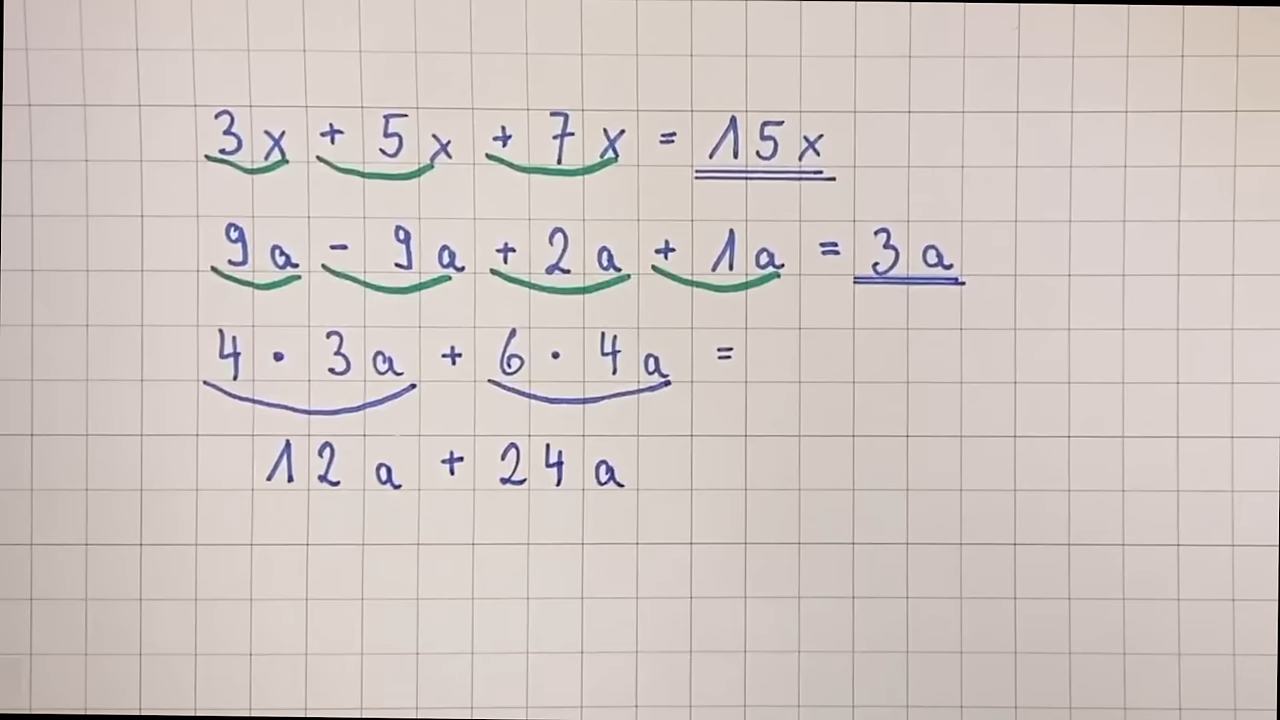 3x + 5x + 7x = 15x
9a - 9a + 2a + 1a = 3a
4 · 3a + 6 · 4a =
12a + 24a